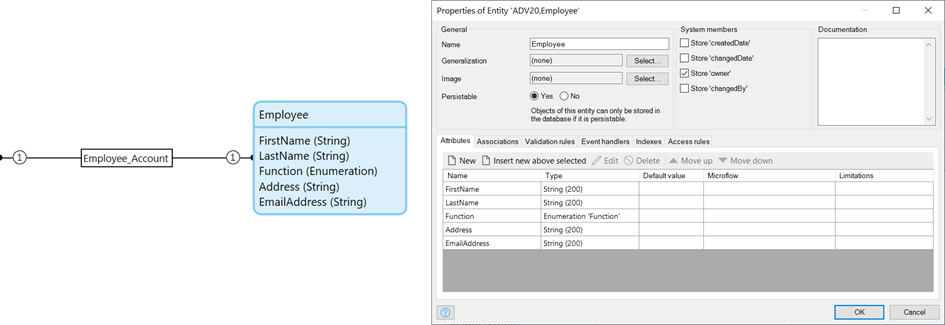 1
Employee_Account
1
Employee
FirstName (String)
LastName (String)
Function (Enumeration)
Address (String)
EmailAddress (String)
Properties of Entity 'ADV20.Employee'
General
Name
Employee
Generalization
(none)
Select...
Image
(none)
Select...
Persistable
Yes
No
Objects of this entity can only be stored in
the database if it is persistable.
System members
Store 'createdDate'
Store 'changedDate'
Store 'owner'
Store 'changedBy'
Documentation
Attributes Associations Validation rules Event handlers Indexes Access rules
New Insert new above selected Edit Delete Move up Move down
Name Type Default value Microflow Limitations
FirstName String (200)
LastName String (200)
Function Enumeration 'Function'
Address String (200)
EmailAddress String (200)
?
OK Cancel